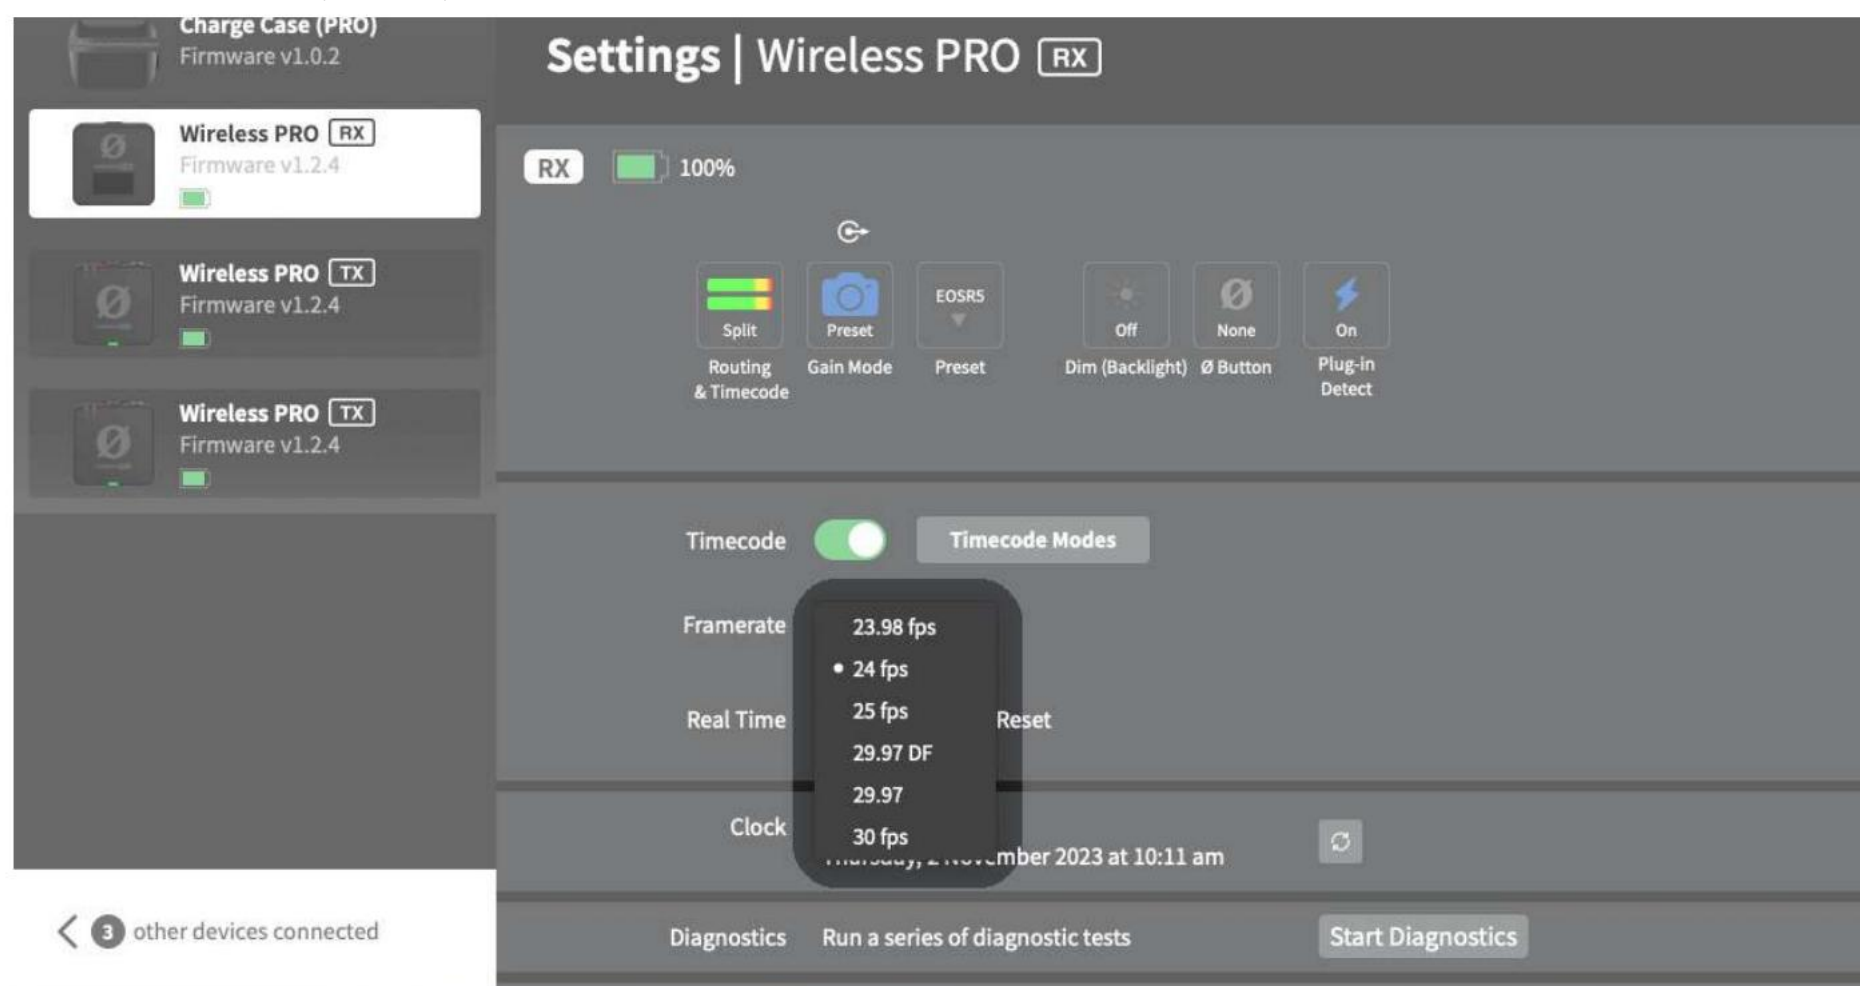 Charge Case (PRO)
Firmware v1.0.2
Wireless PRO RX
Firmware v1.2.4
Wireless PRO TX
Firmware v1.2.4
Wireless PRO TX
Firmware v1.2.4
3 other devices connected
Settings | Wireless PRO RX
RX 100%
Split
Routing
& Timecode
Preset
Gain Mode
EOSR5
Preset
Off
Dim (Backlight)
None
Ø Button
On
Plug-in
Detect
Timecode Timecode Modes
Framerate
23.98 fps
24 fps
25 fps
29.97 DF
29.97
30 fps
Real Time Reset
Clock
Thursday, 2 November 2023 at 10:11 am
Diagnostics Run a series of diagnostic tests Start Diagnostics